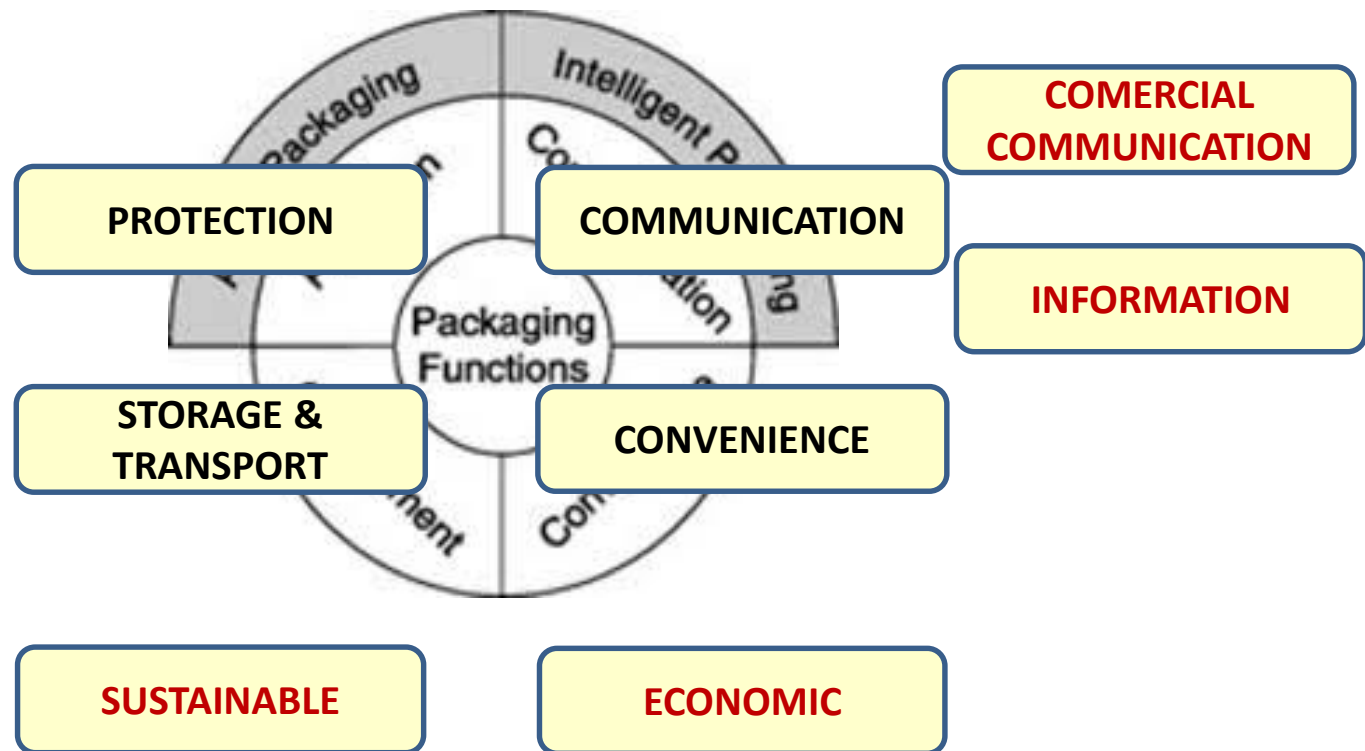 Packaging
Intelligent
COMERCIAL
COMMUNICATION
PROTECTION
COMMUNICATION
INFORMATION
Packaging
Functions
STORAGE &
TRANSPORT
CONVENIENCE
SUSTAINABLE
ECONOMIC